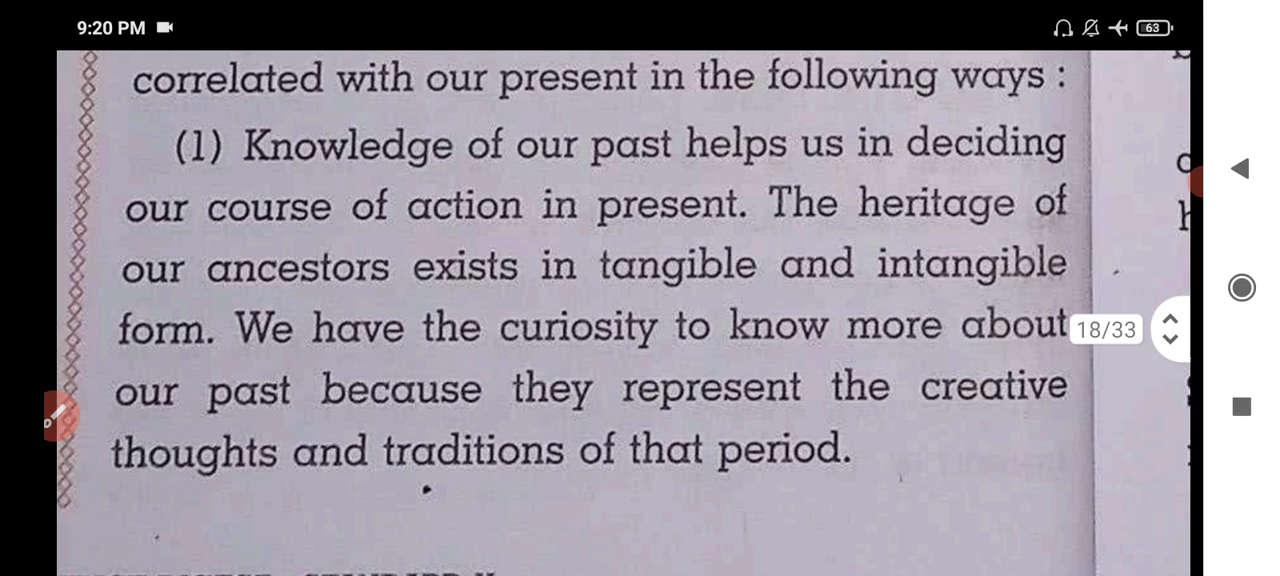 9:20 PM
63
correlated with our present in the following ways :
(1) Knowledge of our past helps us in deciding
our course of action in present. The heritage of
our ancestors exists in tangible and intangible
form. We have the curiosity to know more about
18/33
our past because they represent the creative
thoughts and traditions of that period.